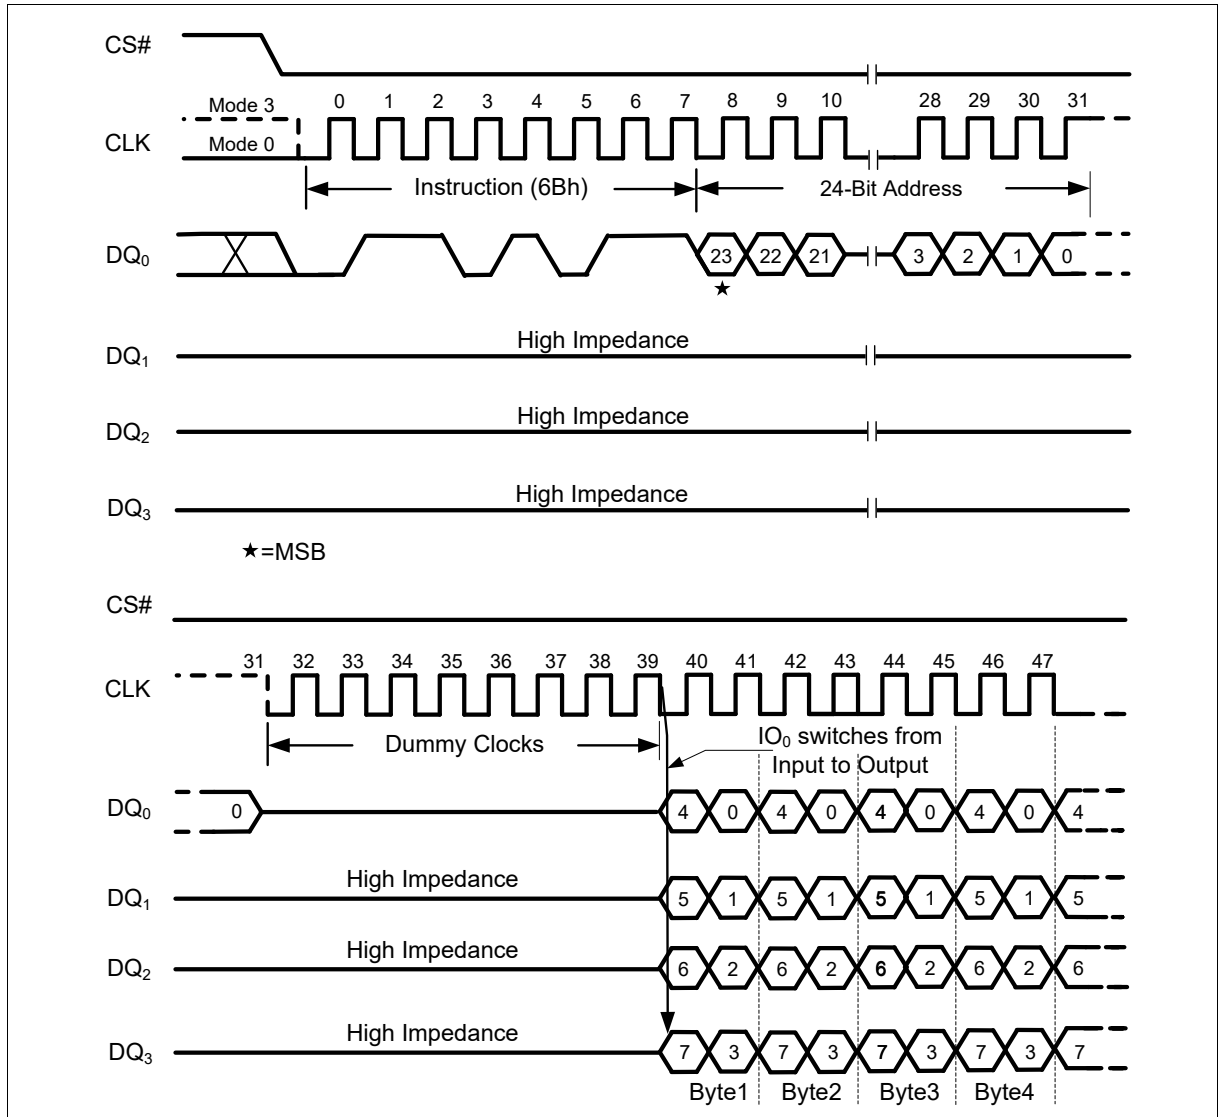 CS#
Mode 3
0 1 2 3 4 5 6 7 8 9 10 28 29 30 31
CLK
Mode 0
Instruction (6Bh)
24-Bit Address
DQ0
23 22 21 3 2 1 0
★
High Impedance
DQ1
High Impedance
DQ2
High Impedance
DQ3
★=MSB
CS#
31 32 33 34 35 36 37 38 39 40 41 42 43 44 45 46 47
CLK
Dummy Clocks
IO0 switches from
Input to Output
DQ0
0 4 0 4 0 4 0 4 0 4
High Impedance
DQ1
5 1 5 1 5 1 5 1 5
High Impedance
DQ2
6 2 6 2 6 2 6 2 6
High Impedance
DQ3
7 3 7 3 7 3 7 3 7
Byte1 Byte2 Byte3 Byte4